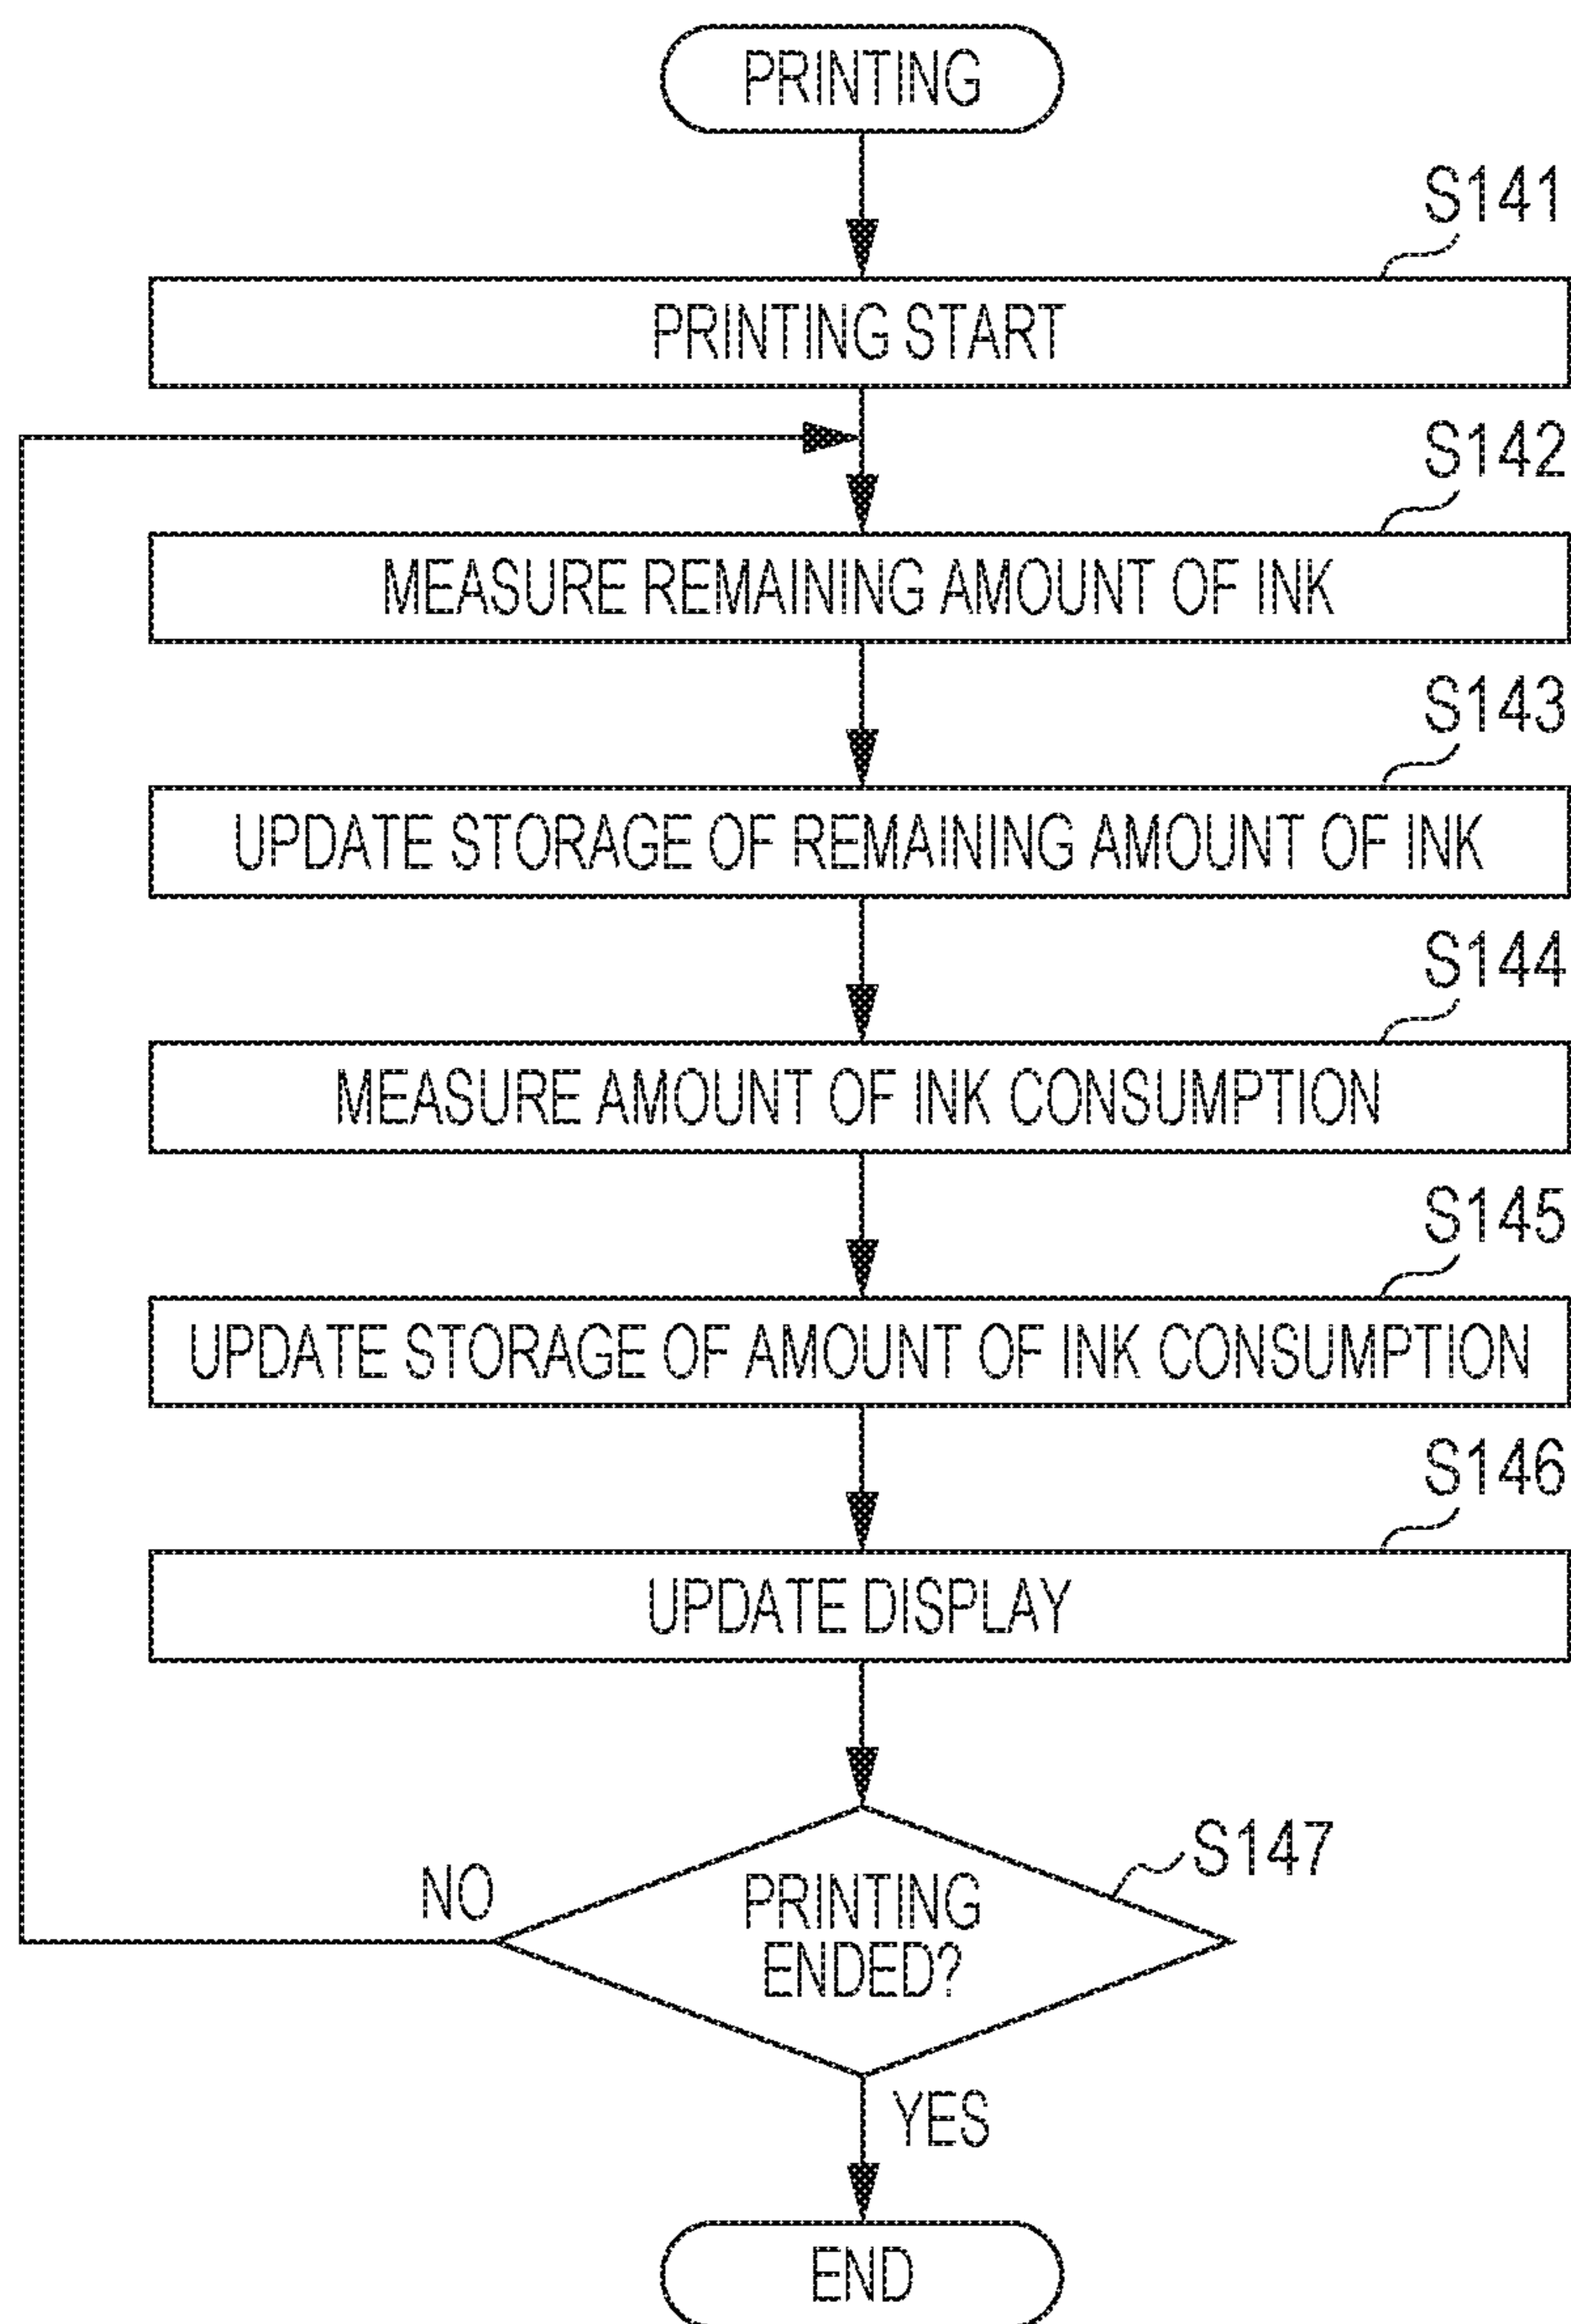 PRINTING
S141
PRINTING START
S142
MEASURE REMAINING AMOUNT OF INK
S143
UPDATE STORAGE OF REMAINING AMOUNT OF INK
S144
MEASURE AMOUNT OF INK CONSUMPTION
S145
UPDATE STORAGE OF AMOUNT OF INK CONSUMPTION
S146
UPDATE DISPLAY
S147
NO
PRINTING
ENDED?
YES
END